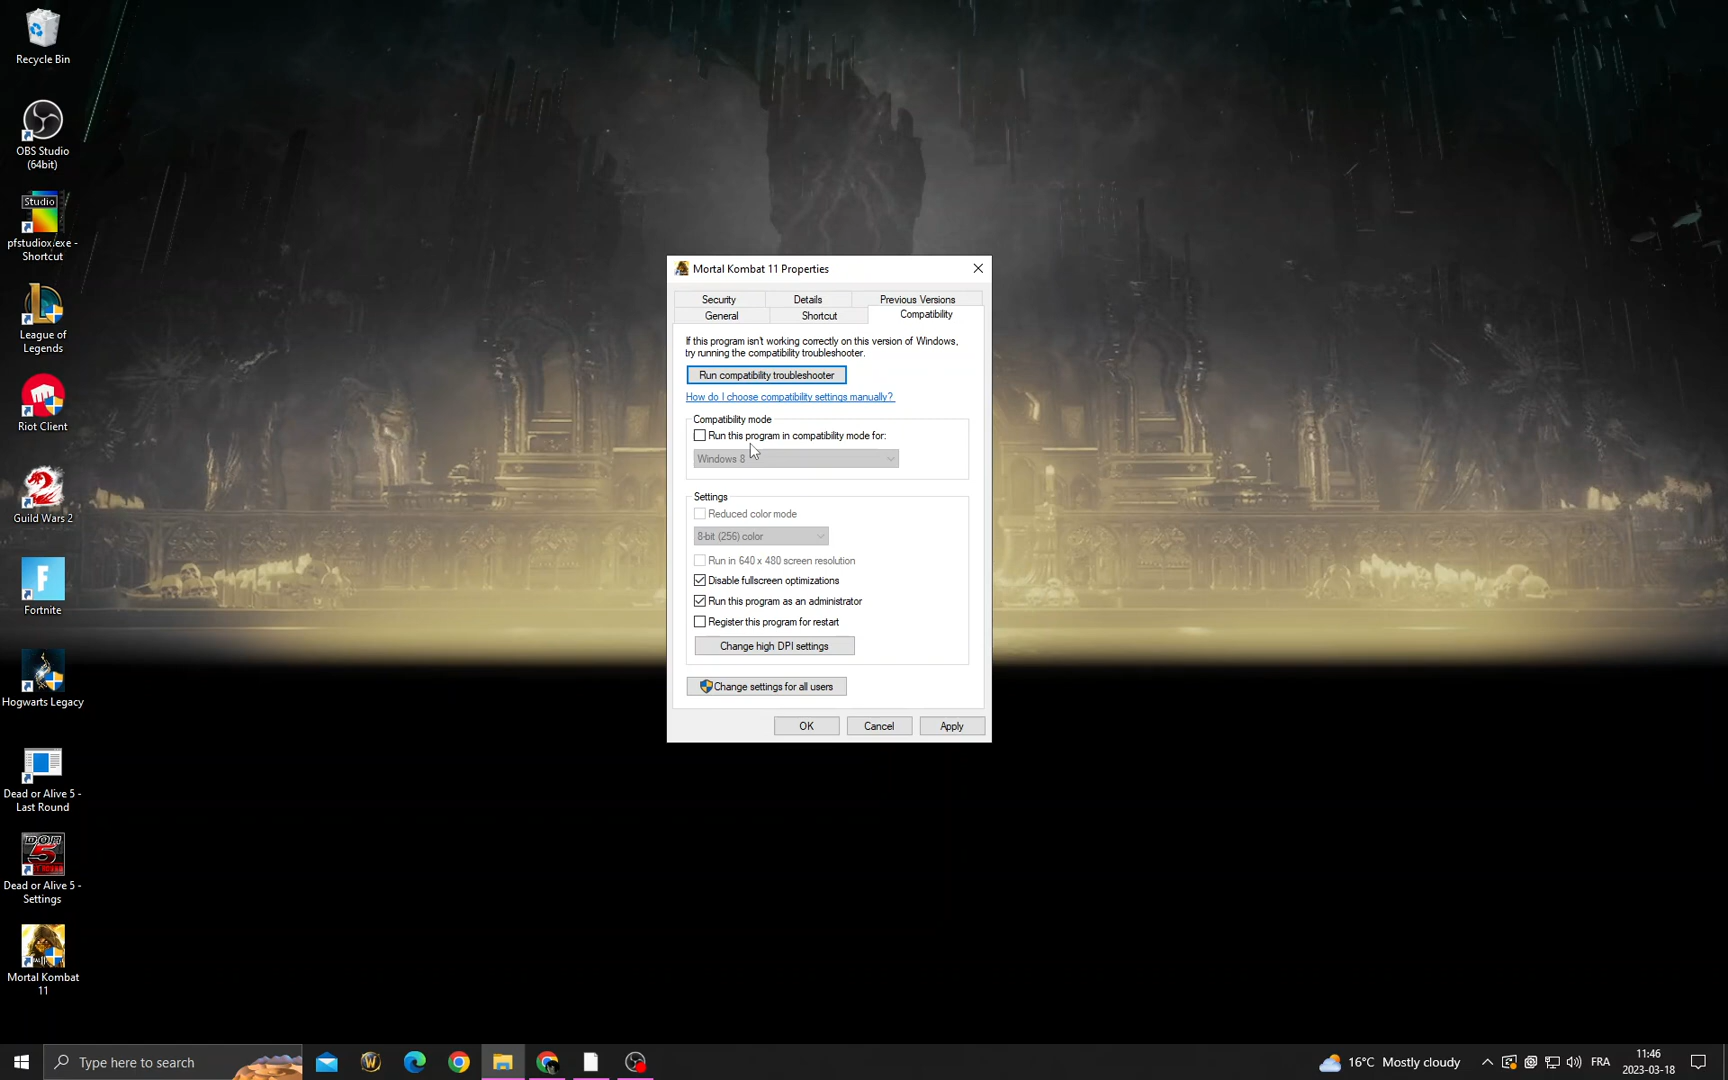 Recycle Bin
OBS Studio
(64bit)
Studio
pfstudiox.exe -
Shortcut
League of
Legends
Riot Client
Guild Wars 2
Fortnite
Hogwarts Legacy
Dead or Alive 5 -
Last Round
Dead or Alive 5 -
Settings
Mortal Kombat
11
Mortal Kombat 11 Properties
Security
Details
Previous Versions
General
Shortcut
Compatibility
If this program isn't working correctly on this version of Windows,
try running the compatibility troubleshooter.
Run compatibility troubleshooter
How do I choose compatibility settings manually?
Compatibility mode
Run this program in compatibility mode for:
Windows 8
Settings
Reduced color mode
8-bit (256) color
Run in 640 x 480 screen resolution
Disable fullscreen optimizations
Run this program as an administrator
Register this program for restart
Change high DPI settings
Change settings for all users
OK
Cancel
Apply
Type here to search
16°C Mostly cloudy
FRA
11:46
2023-03-18